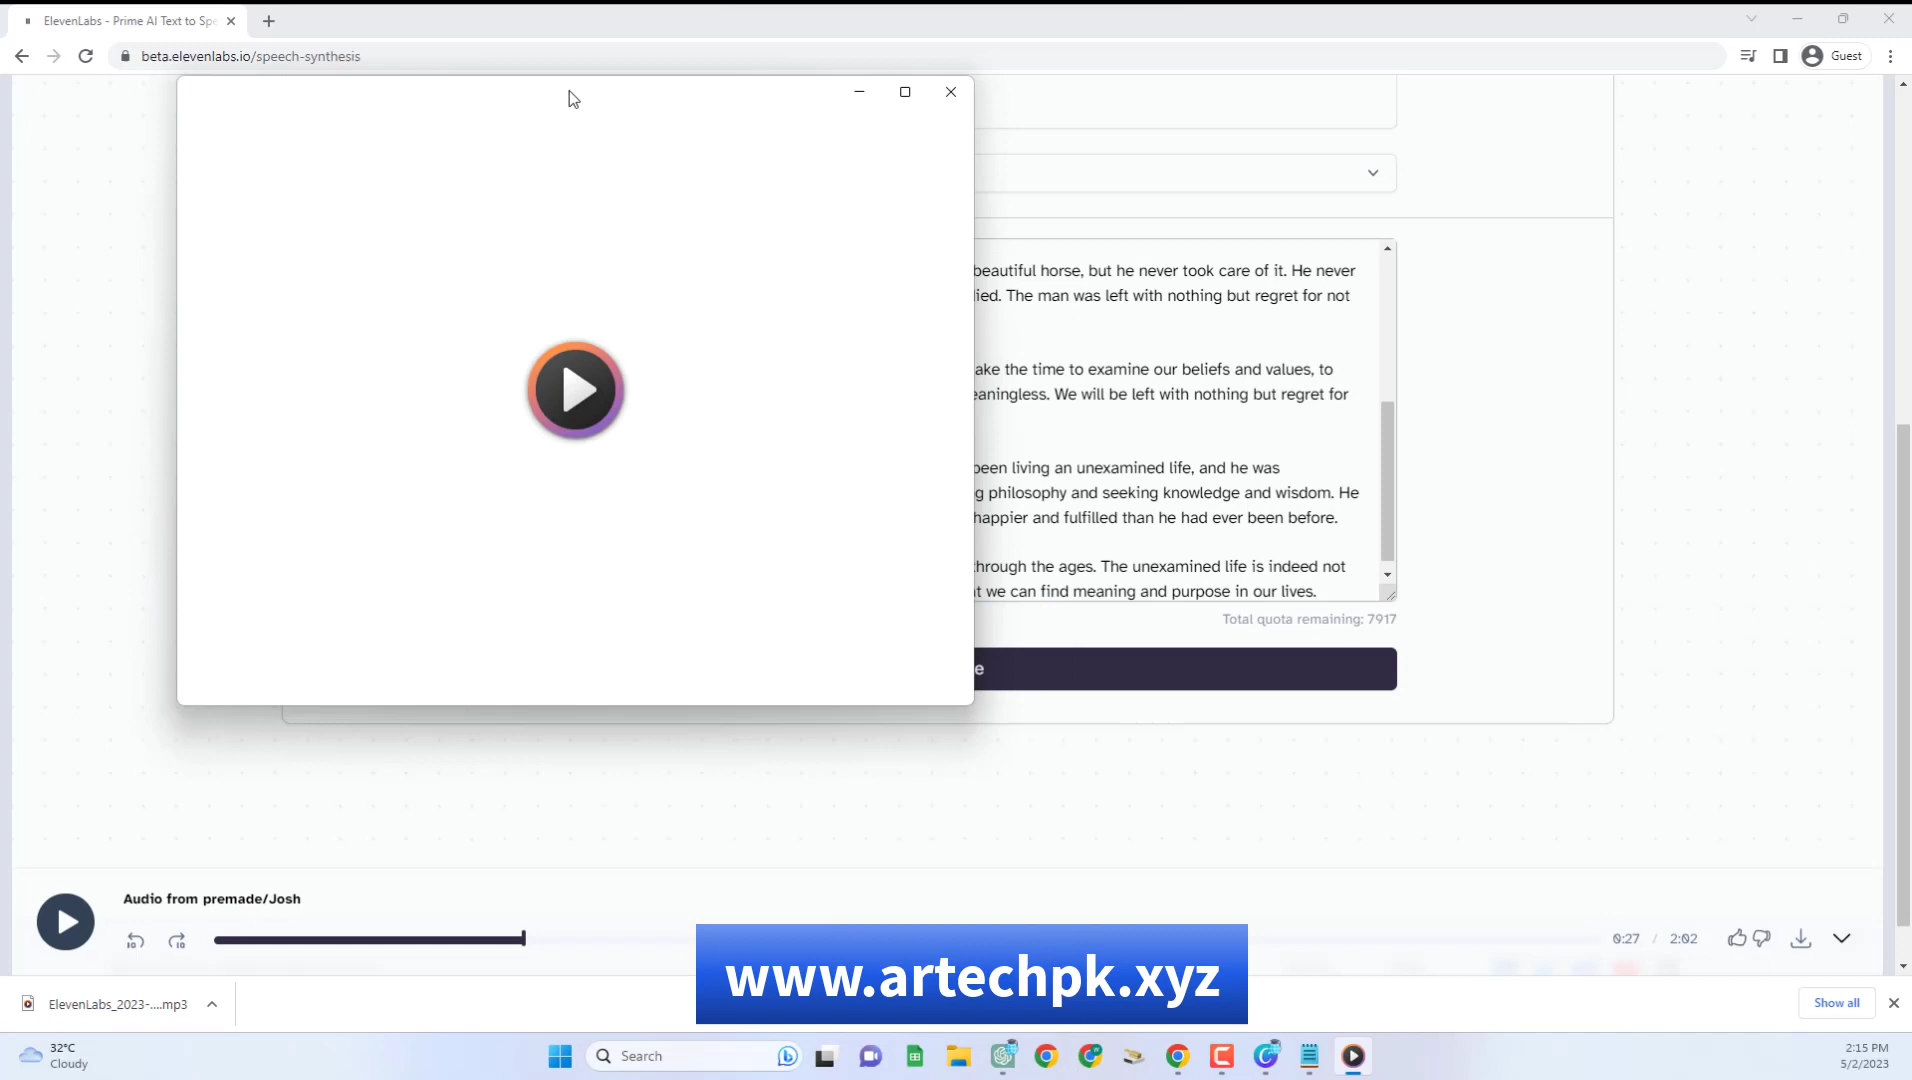 ElevenLabs - Prime AI Text to Spe
beta.elevenlabs.io/speech-synthesis
Guest
beautiful horse, but he never took care of it. He never
ied. The man was left with nothing but regret for not
ake the time to examine our beliefs and values, to
eaningless. We will be left with nothing but regret for
been living an unexamined life, and he was
g philosophy and seeking knowledge and wisdom. He
happier and fulfilled than he had ever been before.
through the ages. The unexamined life is indeed not
t we can find meaning and purpose in our lives.
Total quota remaining: 7917
e
Audio from premade/Josh
10
10
0:27 / 2:02
www.artechpk.xyz
ElevenLabs_2023-....mp3
Show all
32°C
Cloudy
Search
2:15 PM
5/2/2023